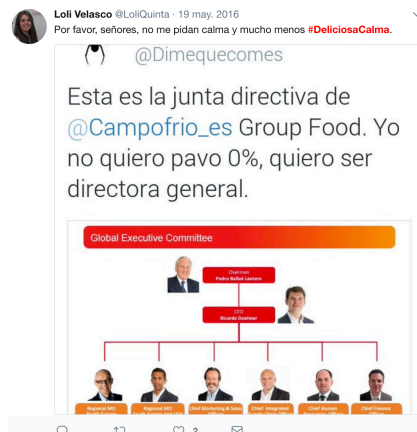 Loli Velasco @LoliQuinta · 19 may. 2016
Por favor, señores, no me pidan calma y mucho menos #DeliciosaCalma.
@Dimequecomes
Esta es la junta directiva de
@Campofrio_es Group Food. Yo
no quiero pavo 0%, quiero ser
directora general.
Global Executive Committee
Chairman
Pedro Ballvé Lantero
CEO
Ricardo Doehner
Regional MD Regional MD Chief Marketing & Sales Chief Integrated Chief Human Chief Finance
2